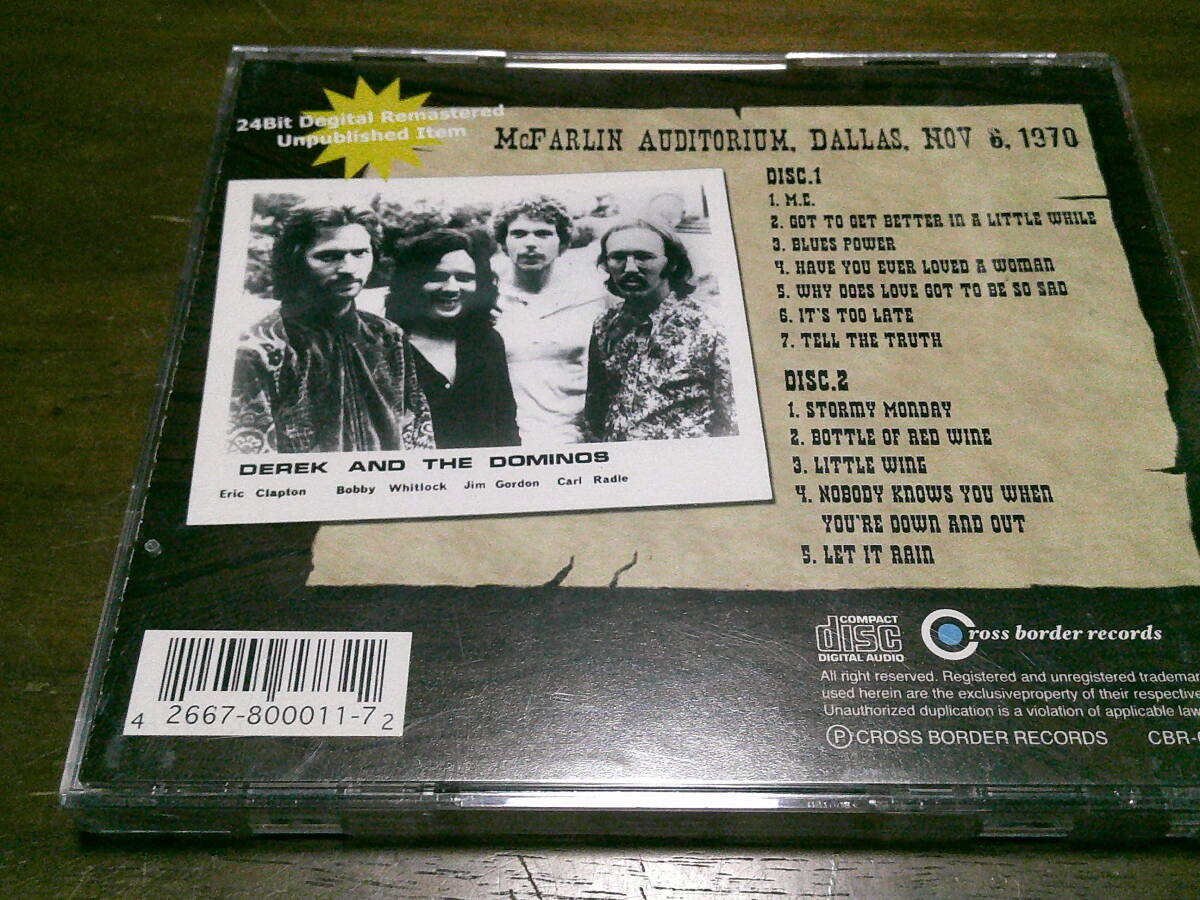 24Bit Degital Remastered
Unpublished Item
McFARLIN AUDITORIUM, DALLAS, NOV 6, 1970
DISC.1
1. M.E.
2. GOT TO GET BETTER IN A LITTLE WHILE
3. BLUES POWER
4. HAVE YOU EVER LOVED A WOMAN
5. WHY DOES LOVE GOT TO BE SO SAD
6. IT'S TOO LATE
7. TELL THE TRUTH
DISC.2
1. STORMY MONDAY
2. BOTTLE OF RED WINE
3. LITTLE WING
4. NOBODY KNOWS YOU WHEN
YOU'RE DOWN AND OUT
5. LET IT RAIN
DEREK AND THE DOMINOS
Eric Clapton Bobby Whitlock Jim Gordon Carl Radle
4 2667-800011-7 2
COMPACT
disc
DIGITAL AUDIO
Cross border records
All right reserved. Registered and unregistered
used herein are the exclusiveproperty of their respective
Unauthorized duplication is a violation of applicable
Ⓟ CROSS BORDER RECORDS CBR-